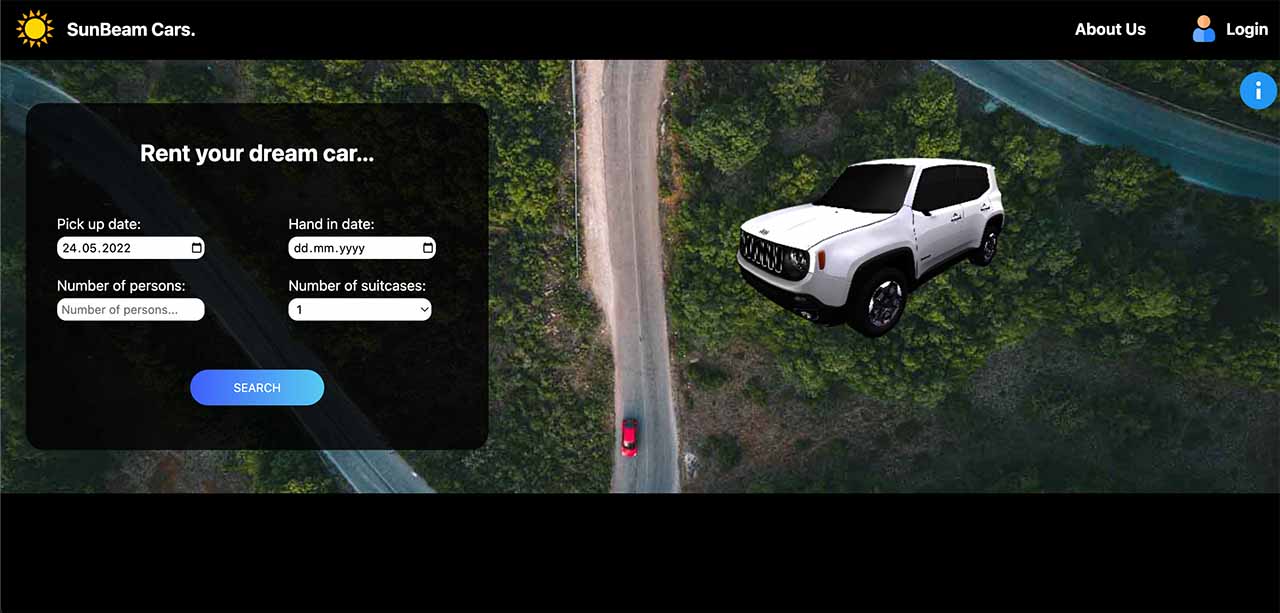 SunBeam Cars.
About Us
Login
i
Rent your dream car...
Pick up date:
Hand in date:
24.05.2022
dd.mm.yyyy
Number of persons:
Number of suitcases:
Number of persons...
1
SEARCH